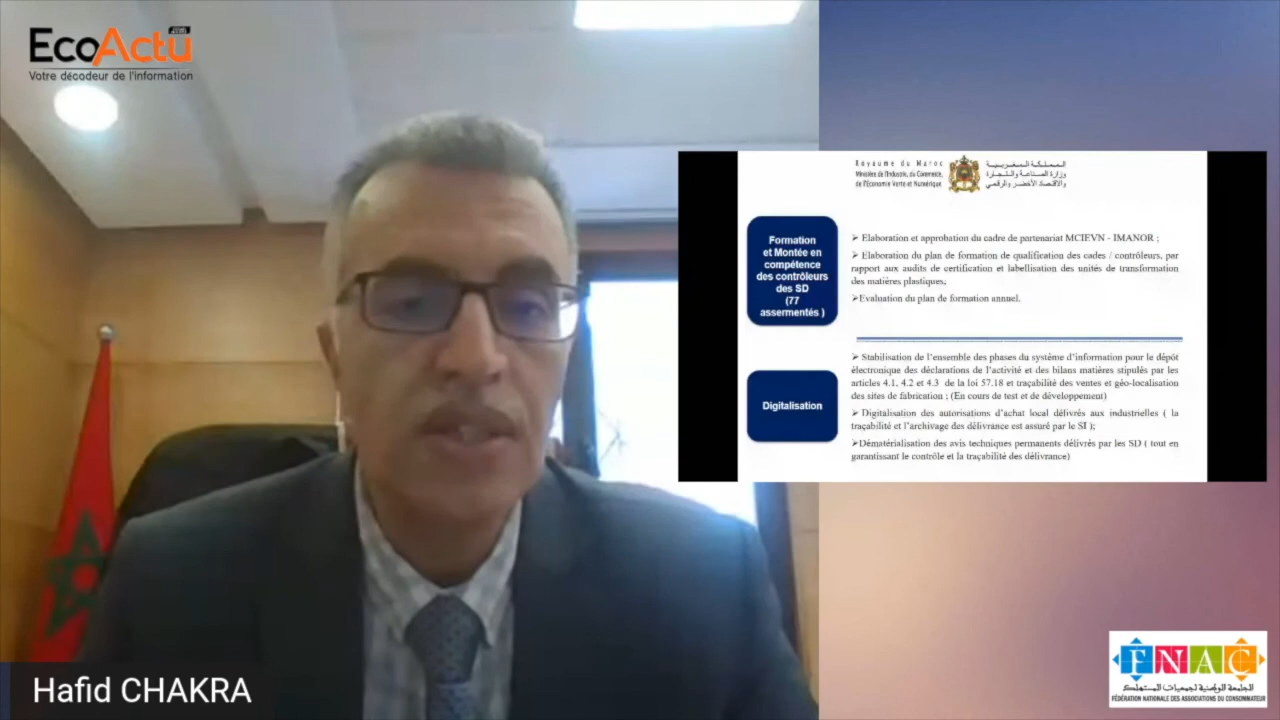 EcoActu
.com
Votre décodeur de l'information
Royaume du Maroc
Ministère de l'Industrie, du Commerce,
de l'Économie Verte et Numérique
المملكة المغربية
وزارة الصناعة والتجارة
والاقتصاد الأخضر والرقمي
Formation
et Montée en
compétence
des contrôleurs
des SD
(77
assermentés )
➢ Elaboration et approbation du cadre de partenariat MCIEVN - IMANOR ;
➢ Elaboration du plan de formation de qualification des cades / contrôleurs, par
rapport aux audits de certification et labellisation des unités de transformation
des matières plastiques,
➢Evaluation du plan de formation annuel.
Digitalisation
➢ Stabilisation de l'ensemble des phases du système d'information pour le dépôt
électronique des déclarations de l'activité et des bilans matières stipulés par les
articles 4.1, 4.2 et 4.3 de la loi 57.18 et traçabilité des ventes et géo-localisation
des sites de fabrication ; (En cours de test et de développement)
➢ Digitalisation des autorisations d'achat local délivrés aux industrielles ( la
traçabilité et l'archivage des délivrance est assuré par le SI );
➢Dématérialisation des avis techniques permanents délivrés par les SD ( tout en
garantissant le contrôle et la traçabilité des délivrance)
Hafid CHAKRA
FNAC
الجامعة الوطنية لجمعيات المستهلك
FÉDÉRATION NATIONALE DES ASSOCIATIONS DU CONSOMMATEUR